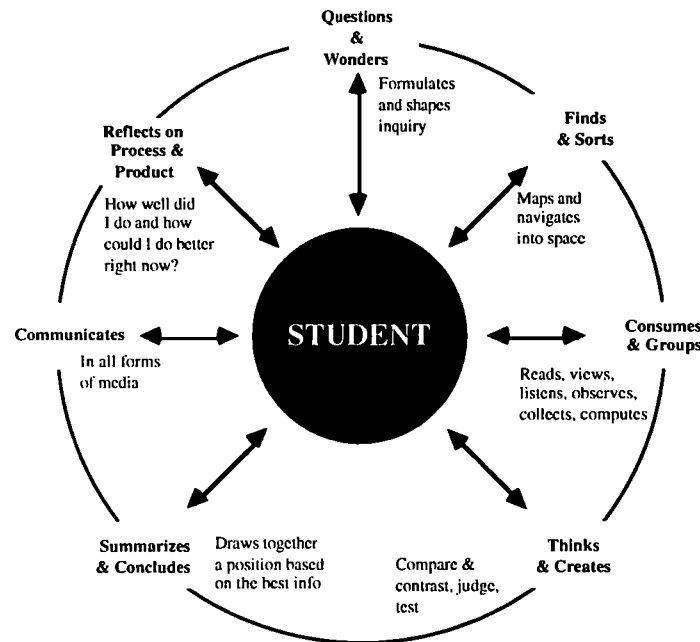 Questions
&
Wonders
Formulates
and shapes
inquiry
Finds
& Sorts
Maps and
navigates
into space
Consumes
& Groups
Reads, views,
listens, observes,
collects, computes
Thinks
& Creates
Compare &
contrast, judge,
test
Summarizes
& Concludes
Draws together
a position based
on the best info
Communicates
In all forms
of media
Reflects on
Process &
Product
How well did
I do and how
could I do better
right now?
STUDENT